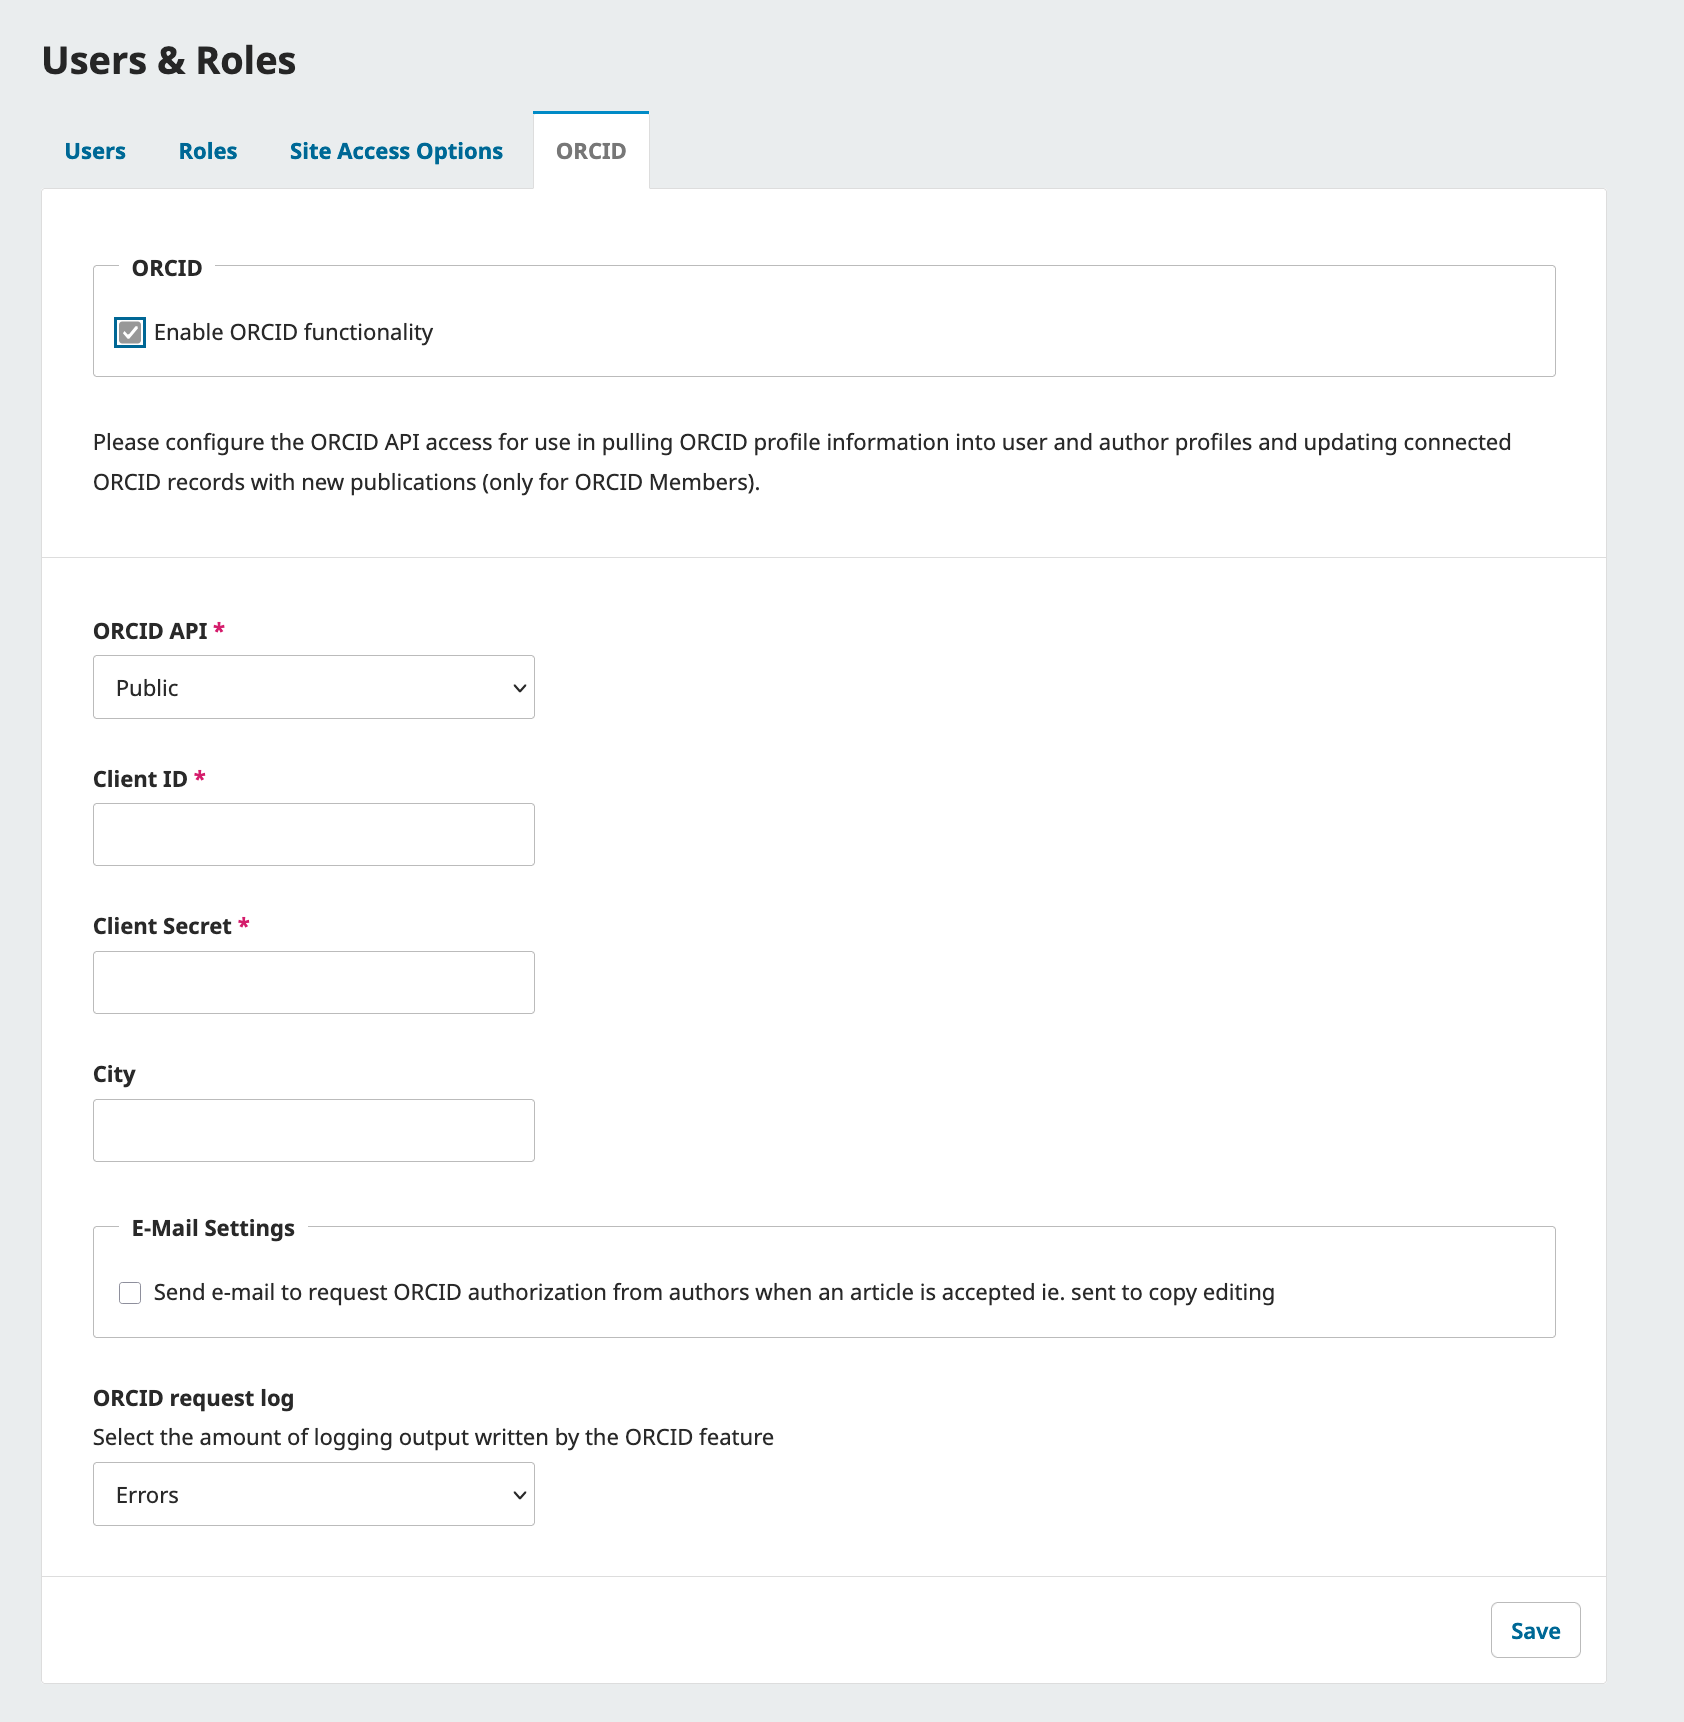 Users & Roles
Users
Roles
Site Access Options
ORCID
ORCID
Enable ORCID functionality
Please configure the ORCID API access for use in pulling ORCID profile information into user and author profiles and updating connected
ORCID records with new publications (only for ORCID Members).
ORCID API *
Public
Client ID *
Client Secret *
City
E-Mail Settings
Send e-mail to request ORCID authorization from authors when an article is accepted ie. sent to copy editing
ORCID request log
Select the amount of logging output written by the ORCID feature
Errors
Save